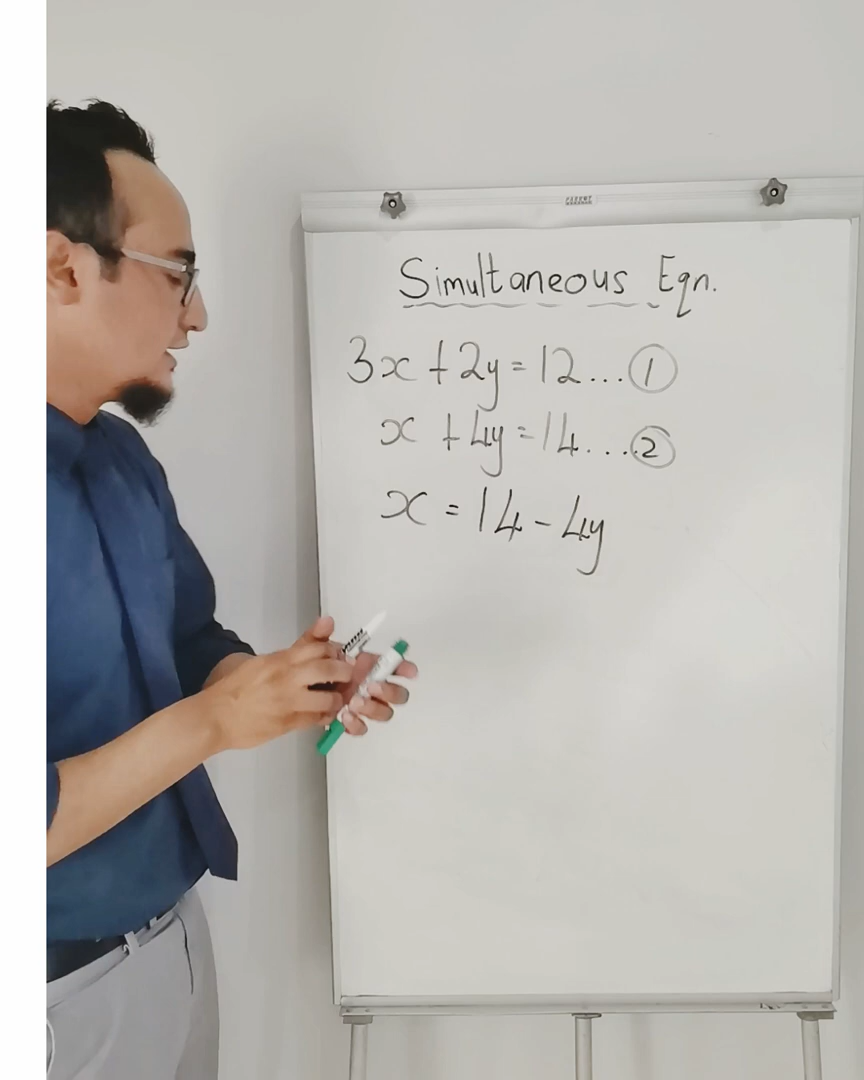 Simultaneous Eqn.
3x + 2y = 12 ... ①
x + 4y = 14 ... ②
x = 14 - 4y